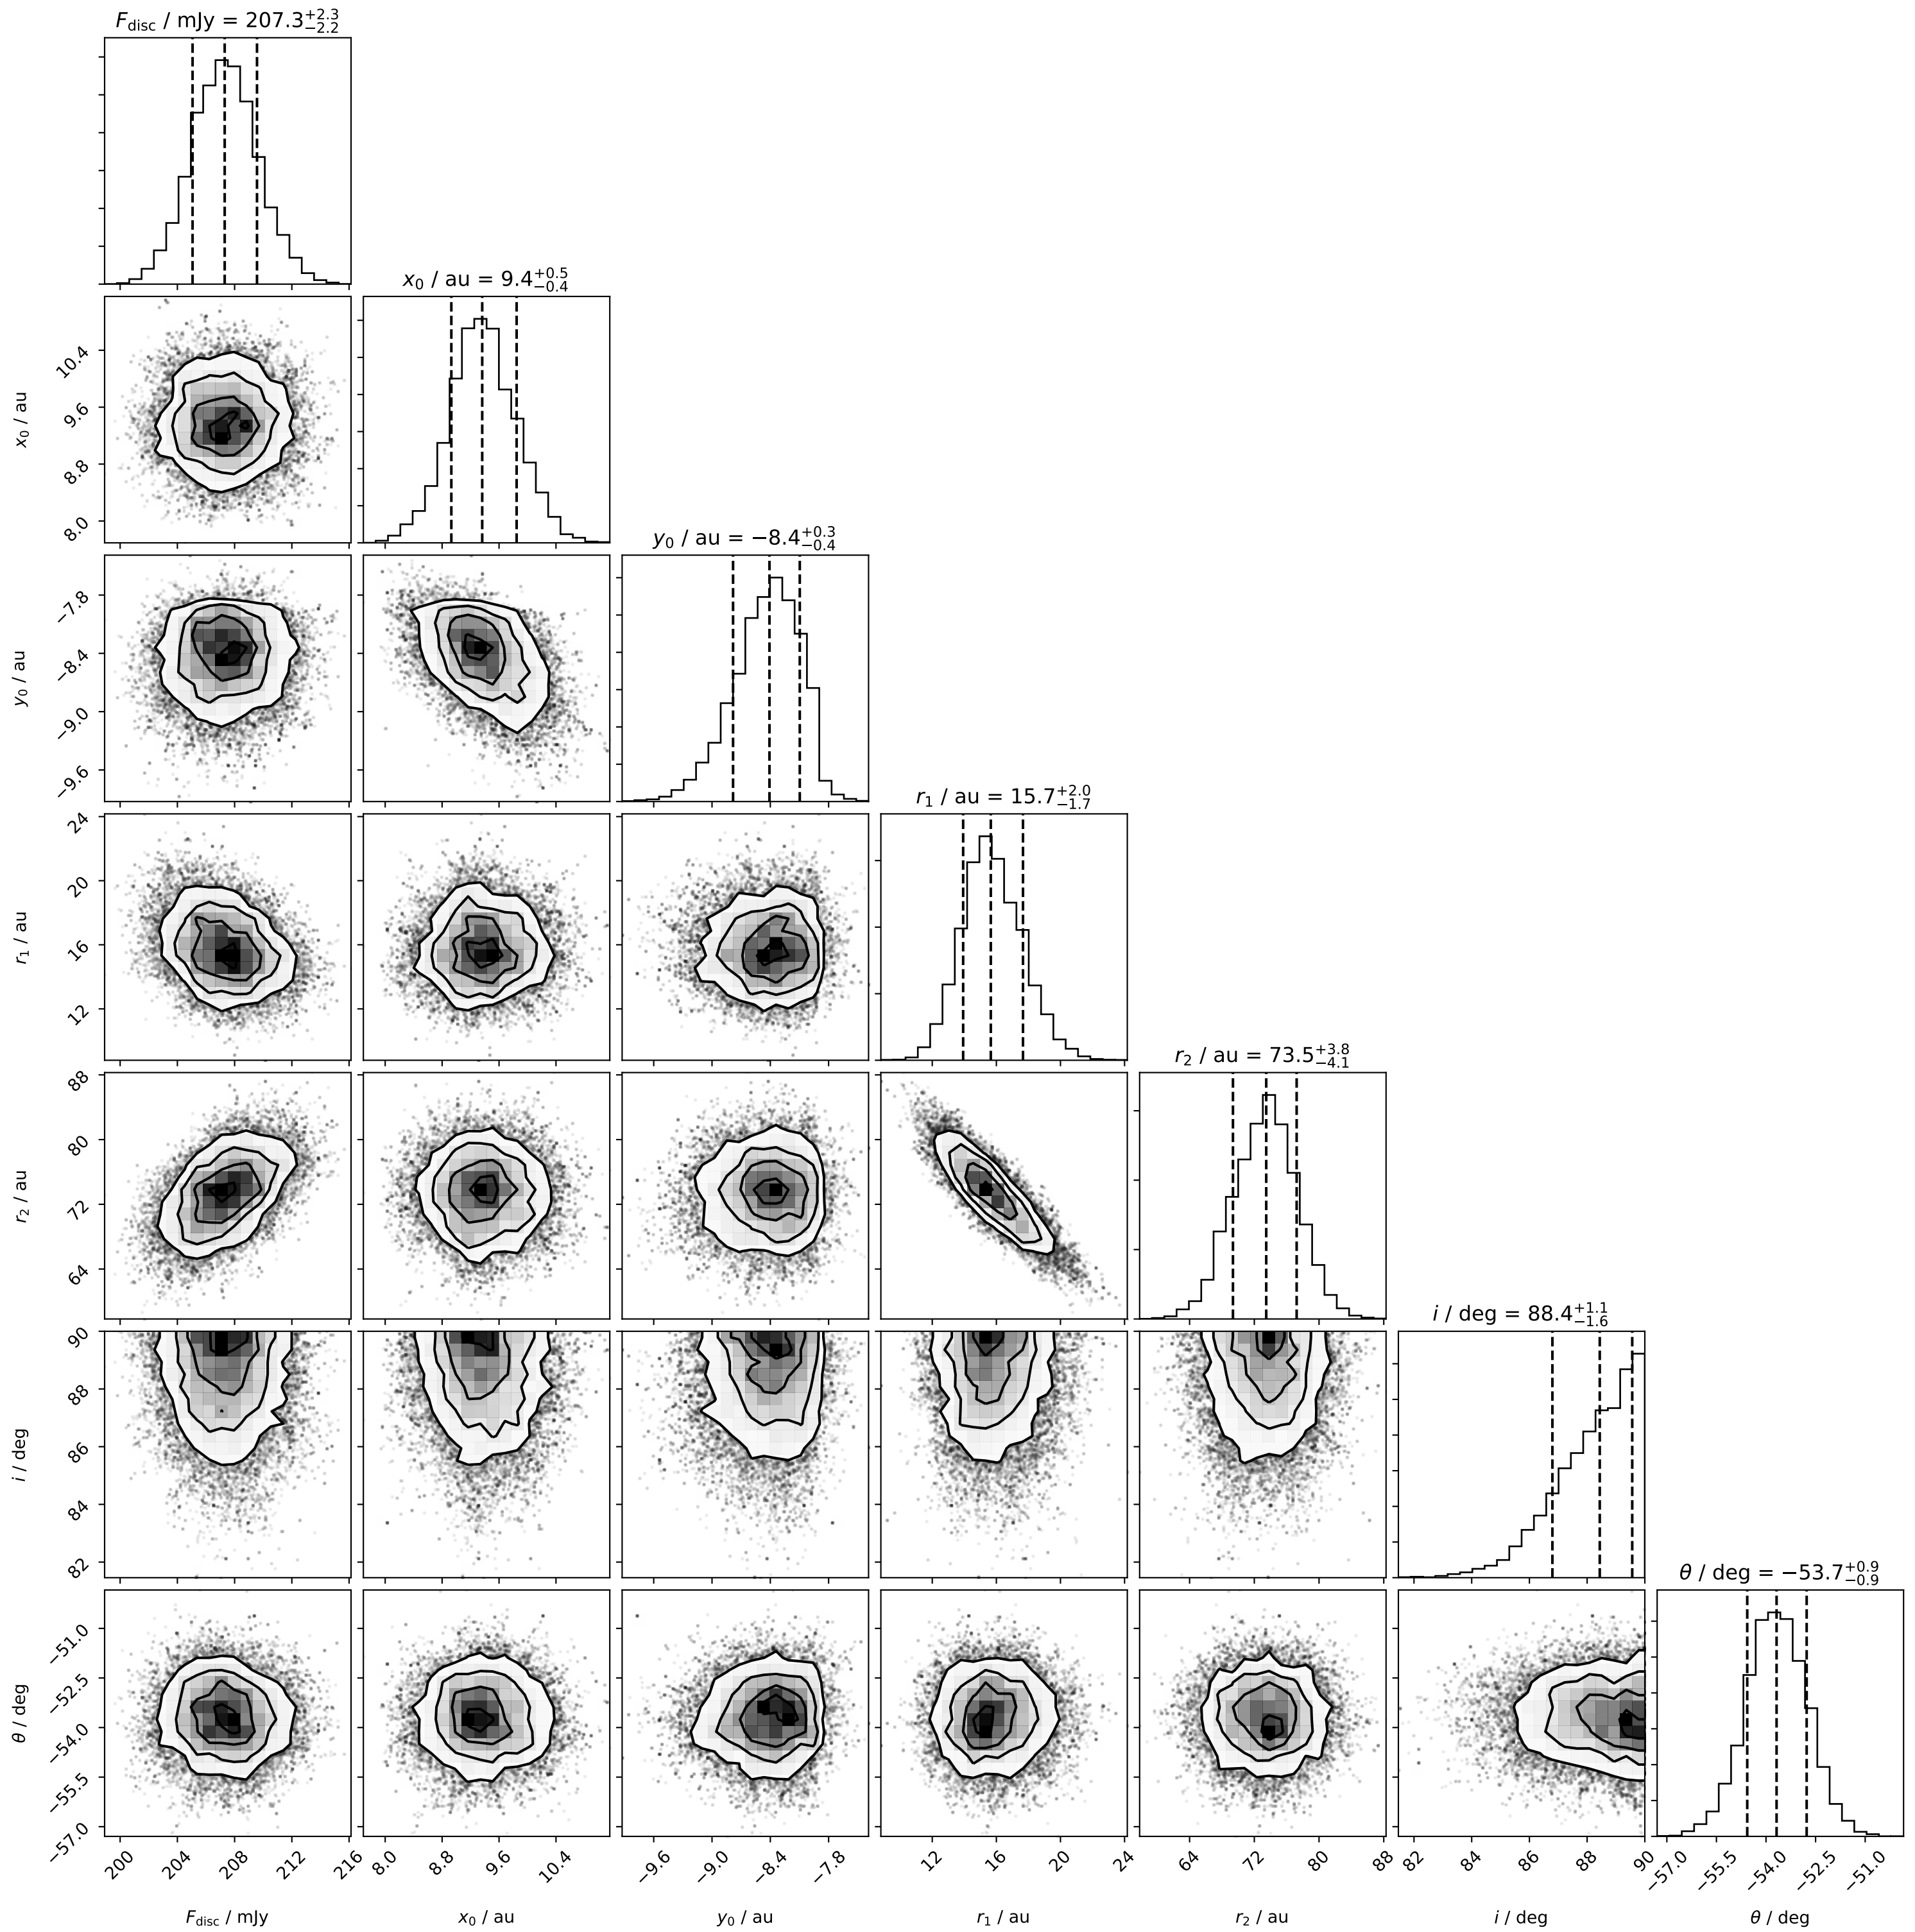 F_disc / mJy = 207.3 +2.3 −2.2
x_0 / au = 9.4 +0.5 −0.4
10.4
9.6
8.8
8.0
x_0 / au
y_0 / au = −8.4 +0.3 −0.4
−7.8
−8.4
−9.0
−9.6
y_0 / au
r_1 / au = 15.7 +2.0 −1.7
24
20
16
12
r_1 / au
r_2 / au = 73.5 +3.8 −4.1
88
80
72
64
r_2 / au
i / deg = 88.4 +1.1 −1.6
90
88
86
84
82
i / deg
θ / deg = −53.7 +0.9 −0.9
−51.0
−52.5
−54.0
−55.5
−57.0
θ / deg
200 204 208 212 216 8.0 8.8 9.6 10.4 −9.6 −9.0 −8.4 −7.8 12 16 20 24 64 72 80 88 82 84 86 88 90 −57.0 −55.5 −54.0 −52.5 −51.0
F_disc / mJy x_0 / au y_0 / au r_1 / au r_2 / au i / deg θ / deg